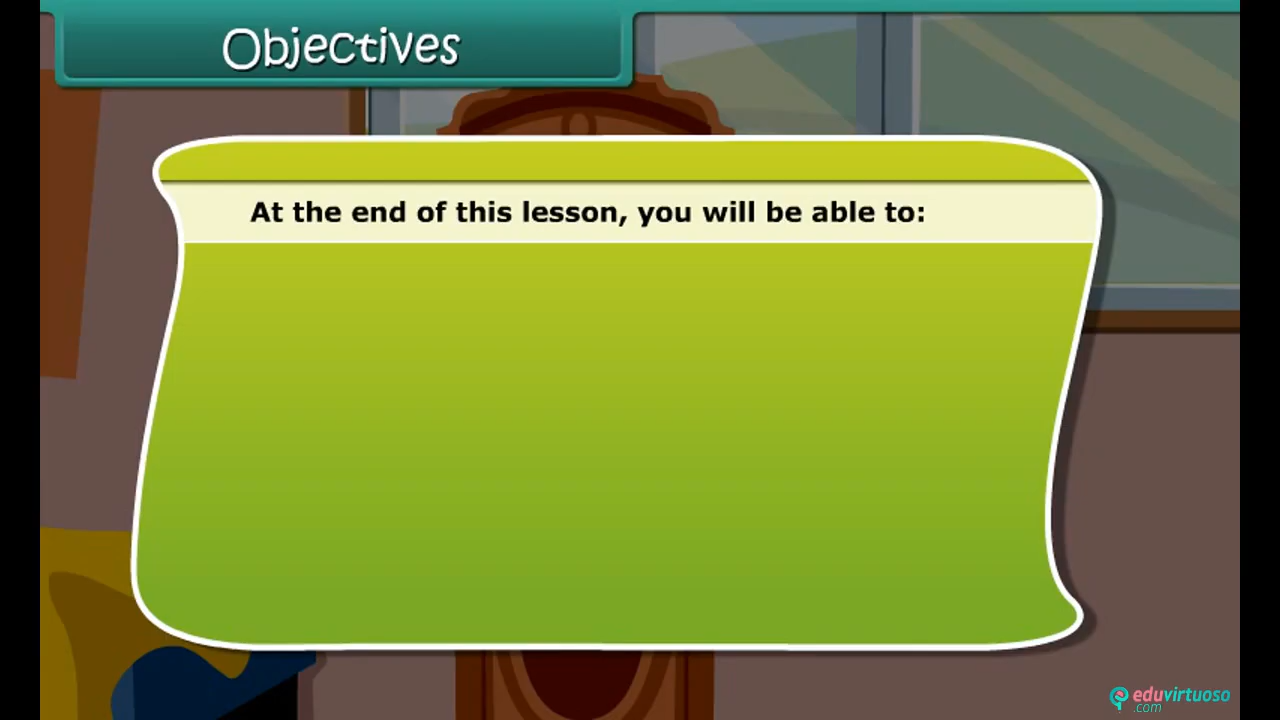 Objectives
At the end of this lesson, you will be able to:
eduvirtuoso
.com